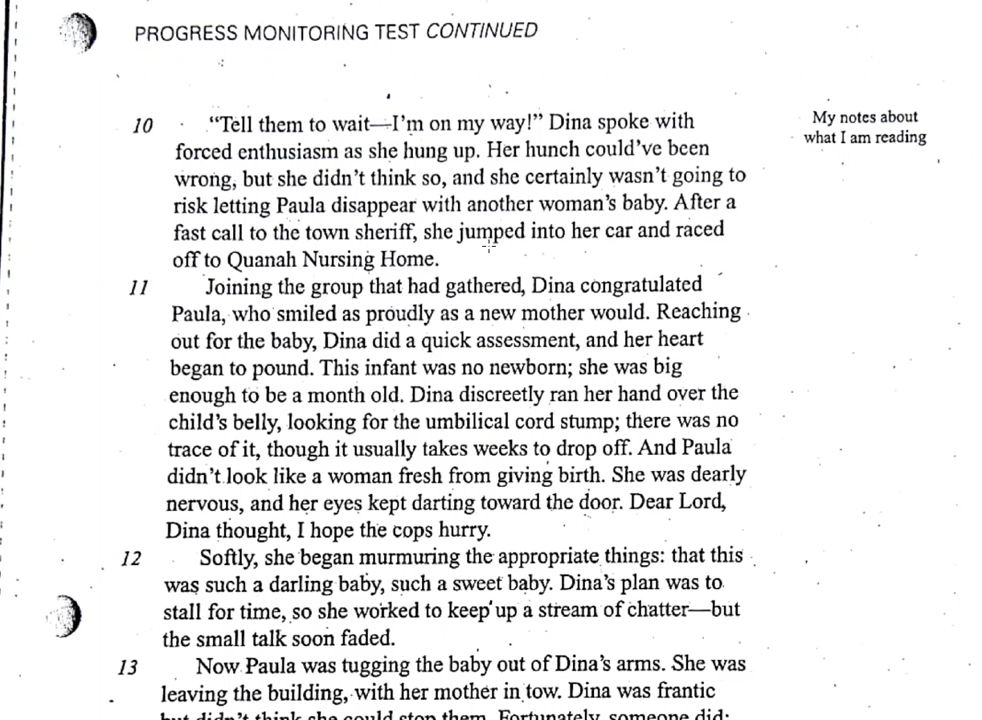 PROGRESS MONITORING TEST CONTINUED
My notes about
what I am reading
10 "Tell them to wait—I'm on my way!" Dina spoke with
forced enthusiasm as she hung up. Her hunch could've been
wrong, but she didn't think so, and she certainly wasn't going to
risk letting Paula disappear with another woman's baby. After a
fast call to the town sheriff, she jumped into her car and raced
off to Quanah Nursing Home.
11 Joining the group that had gathered, Dina congratulated
Paula, who smiled as proudly as a new mother would. Reaching
out for the baby, Dina did a quick assessment, and her heart
began to pound. This infant was no newborn; she was big
enough to be a month old. Dina discreetly ran her hand over the
child's belly, looking for the umbilical cord stump; there was no
trace of it, though it usually takes weeks to drop off. And Paula
didn't look like a woman fresh from giving birth. She was dearly
nervous, and her eyes kept darting toward the door. Dear Lord,
Dina thought, I hope the cops hurry.
12 Softly, she began murmuring the appropriate things: that this
was such a darling baby, such a sweet baby. Dina's plan was to
stall for time, so she worked to keep up a stream of chatter—but
the small talk soon faded.
13 Now Paula was tugging the baby out of Dina's arms. She was
leaving the building, with her mother in tow. Dina was frantic
but didn't think she could stop them. Fortunately, someone did: